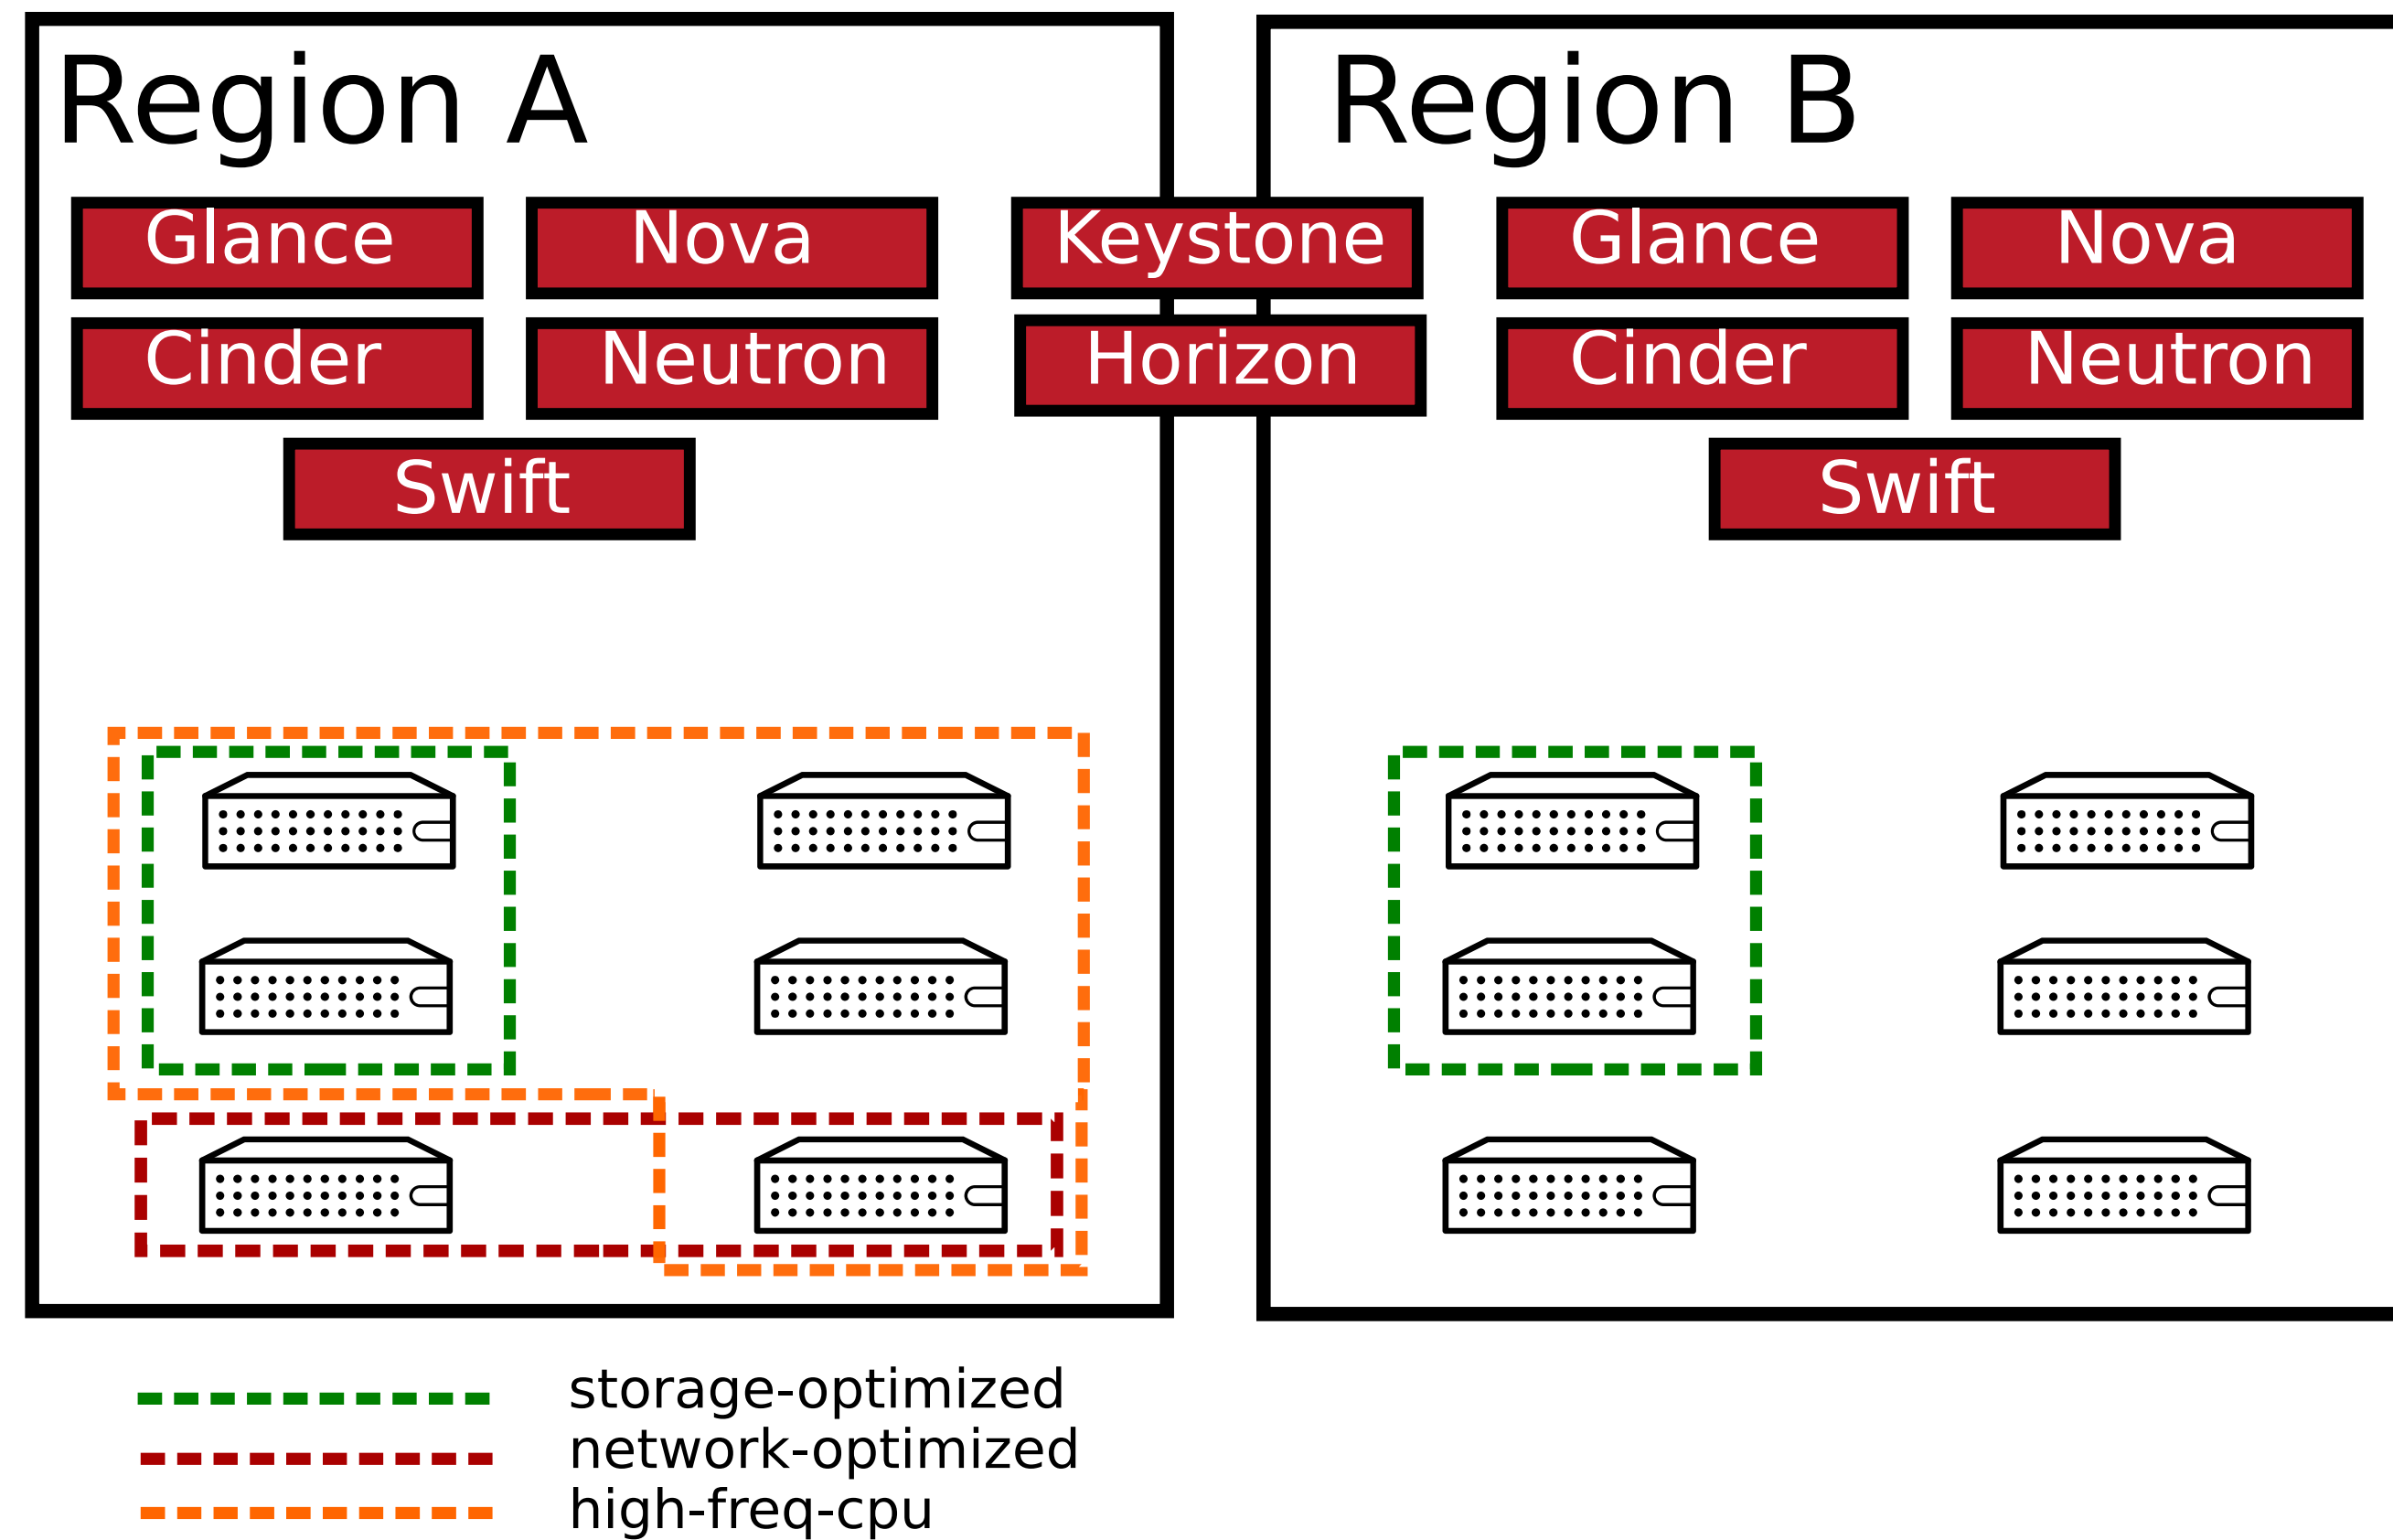 Region A
Region B
Glance
Nova
Keystone
Glance
Nova
Cinder
Neutron
Horizon
Cinder
Neutron
Swift
Swift
storage-optimized
network-optimized
high-freq-cpu